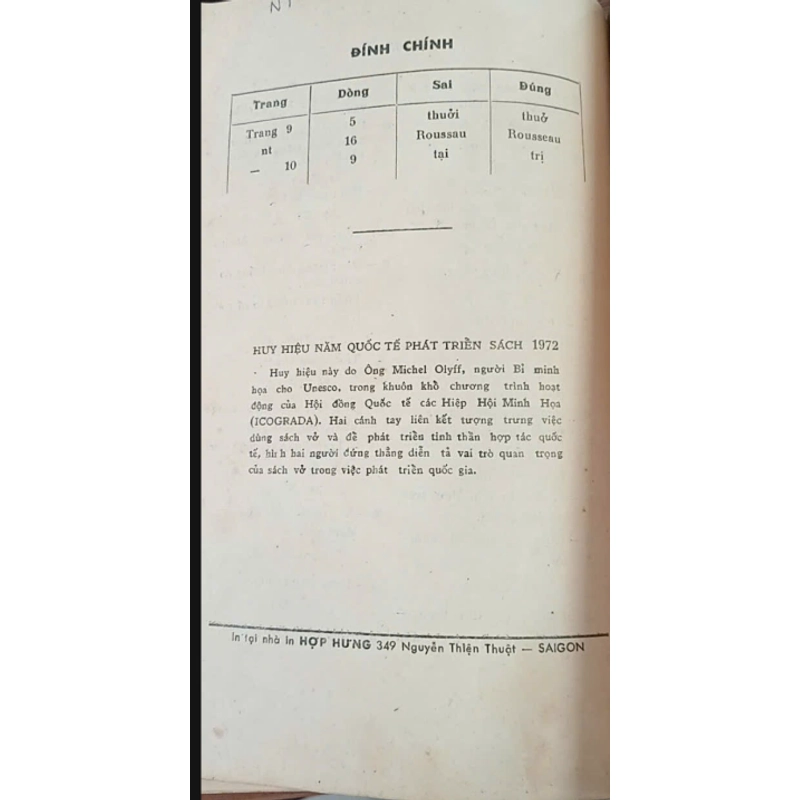 N
ĐÍNH CHÍNH
Trang Dòng Sai Đúng
Trang 9 5 thuởi thuở
nt 16 Roussau Rousseau
— 10 9 tại trị
HUY HIỆU NĂM QUỐC TẾ PHÁT TRIỂN SÁCH 1972
- Huy hiệu này do Ông Michel Olyff, người Bỉ minh
họa cho Unesco, trong khuôn khổ chương trình hoạt
động của Hội đồng Quốc tế các Hiệp Hội Minh Họa
(ICOGRADA). Hai cánh tay liên kết tượng trưng việc
dùng sách vở và để phát triển tinh thần hợp tác quốc
tế, hai người đứng thẳng diễn tả vai trò quan trọng
của sách vở trong việc phát triển quốc gia.
In tại nhà in HỢP HƯNG 349 Nguyễn Thiện Thuật — SAIGON